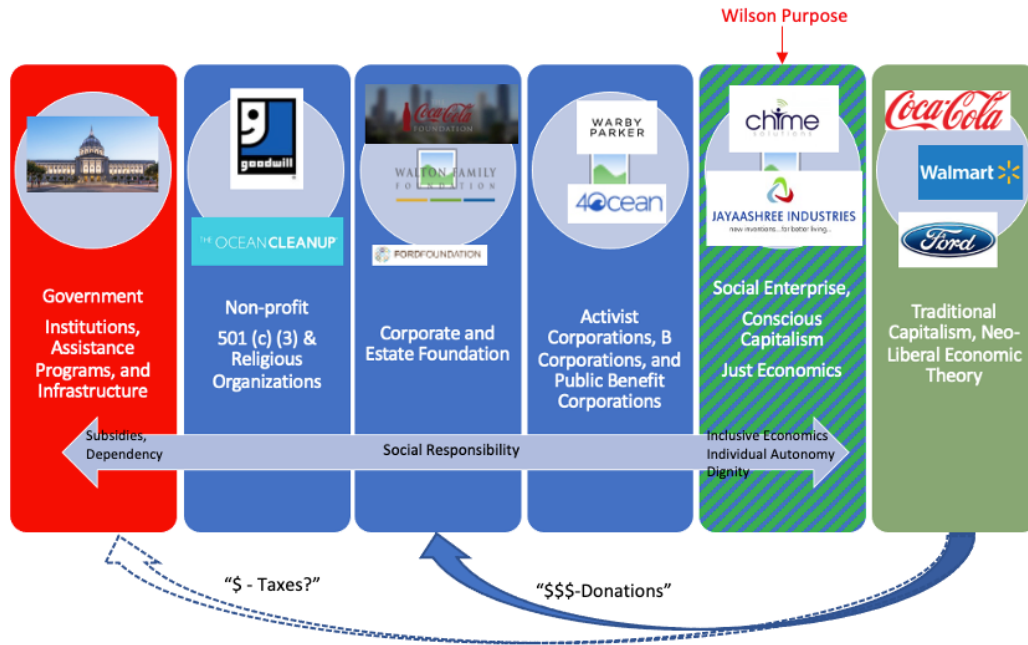 Wilson Purpose
goodwill
THE OCEANCLEANUP
Coca-Cola
FOUNDATION
WALTON FAMILY
FOUNDATION
FORDFOUNDATION
WARBY
PARKER
4ocean
chime
solutions
JAYAASHREE INDUSTRIES
new inventions...for better living...
Coca-Cola
Walmart
Ford
Government
Institutions,
Assistance
Programs, and
Infrastructure
Non-profit
501 (c) (3) &
Religious
Organizations
Corporate and
Estate Foundation
Activist
Corporations, B
Corporations, and
Public Benefit
Corporations
Social Enterprise,
Conscious
Capitalism
Just Economics
Traditional
Capitalism, Neo-
Liberal Economic
Theory
Subsidies,
Dependency
Social Responsibility
Inclusive Economics
Individual Autonomy
Dignity
“$ - Taxes?”
“$$$-Donations”